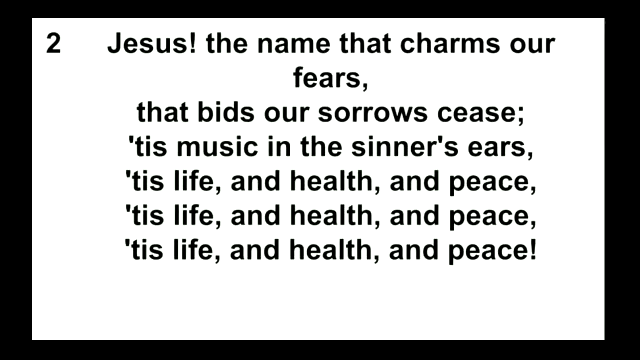 2 Jesus! the name that charms our
fears,
that bids our sorrows cease;
'tis music in the sinner's ears,
'tis life, and health, and peace,
'tis life, and health, and peace,
'tis life, and health, and peace!